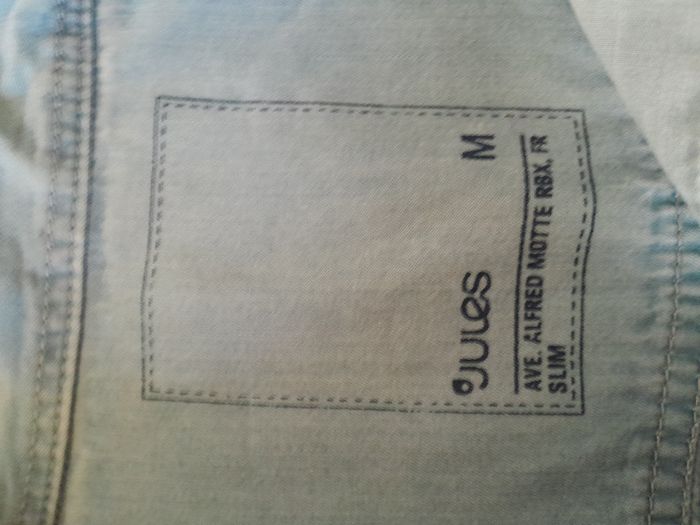 JULES M
AVE. ALFRED MOTTE RBX, FR
SLIM